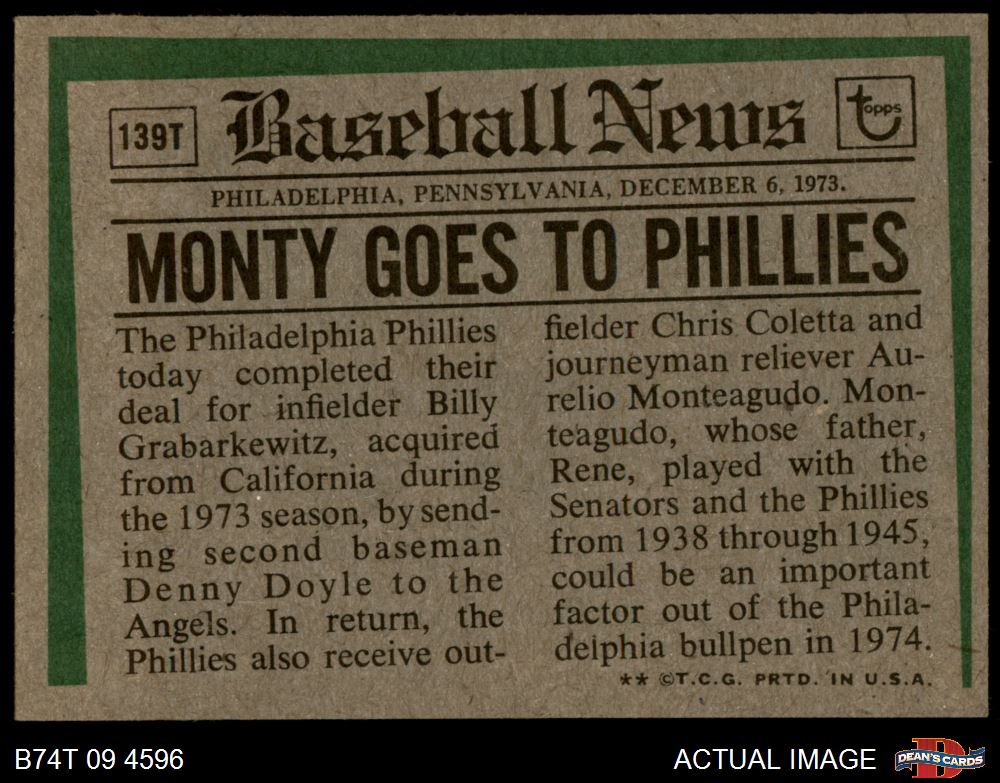 139T
Baseball News
topps
PHILADELPHIA, PENNSYLVANIA, DECEMBER 6, 1973.
MONTY GOES TO PHILLIES
The Philadelphia Phillies
today completed their
deal for infielder Billy
Grabarkewitz, acquired
from California during
the 1973 season, by send-
ing second baseman
Denny Doyle to the
Angels. In return, the
Phillies also receive out-
fielder Chris Coletta and
journeyman reliever Au-
relio Monteagudo. Mon-
teagudo, whose father,
Rene, played with the
Senators and the Phillies
from 1938 through 1945,
could be an important
factor out of the Phila-
delphia bullpen in 1974.
** ©T.C.G. PRTD. IN U.S.A.
B74T 09 4596
ACTUAL IMAGE
D
DEAN'S CARDS